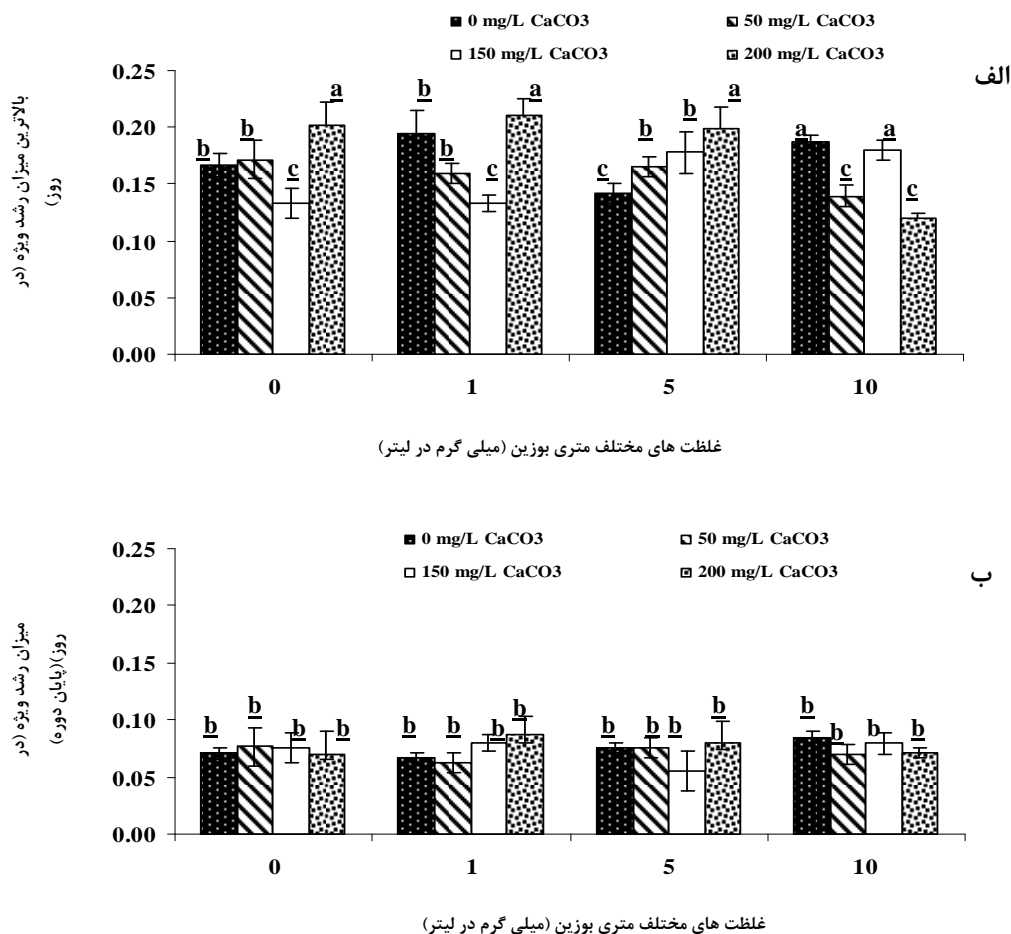 0 mg/L CaCO3
50 mg/L CaCO3
150 mg/L CaCO3
200 mg/L CaCO3
الف
بالاترین میزان رشد ویژه (در
روز)
0.25
0.20
0.15
0.10
0.05
0.00
b b c a
b b c a
c b b a
a c a c
0 1 5 10
غلظت های مختلف متری بوزین (میلی گرم در لیتر)
0 mg/L CaCO3
50 mg/L CaCO3
150 mg/L CaCO3
200 mg/L CaCO3
ب
میزان رشد ویژه (در
روز)(پایان دوره)
0.25
0.20
0.15
0.10
0.05
0.00
b b b b
b b b b
b b b b
b b b b
0 1 5 10
غلظت های مختلف متری بوزین (میلی گرم در لیتر)